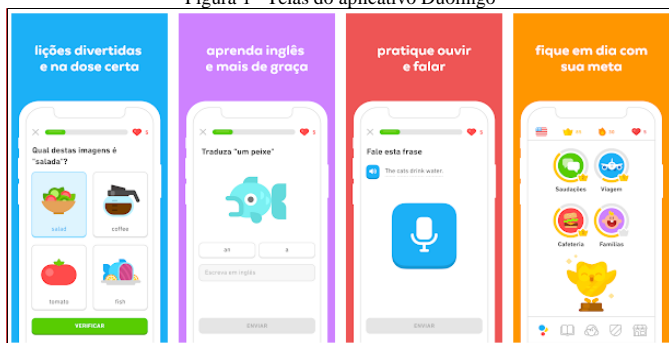 Figura 1 - Telas do aplicativo Duolingo
lições divertidas
e na dose certa
Qual destas imagens é
"salada"?
salad
coffee
tomato
fish
VERIFICAR
aprenda inglês
e mais de graça
Traduza "um peixe"
an
a
Escreva em inglês
ENVIAR
pratique ouvir
e falar
Fale esta frase
The cats drink water.
ENVIAR
fique em dia com
sua meta
Saudações
Viagem
Cafeteria
Famílias